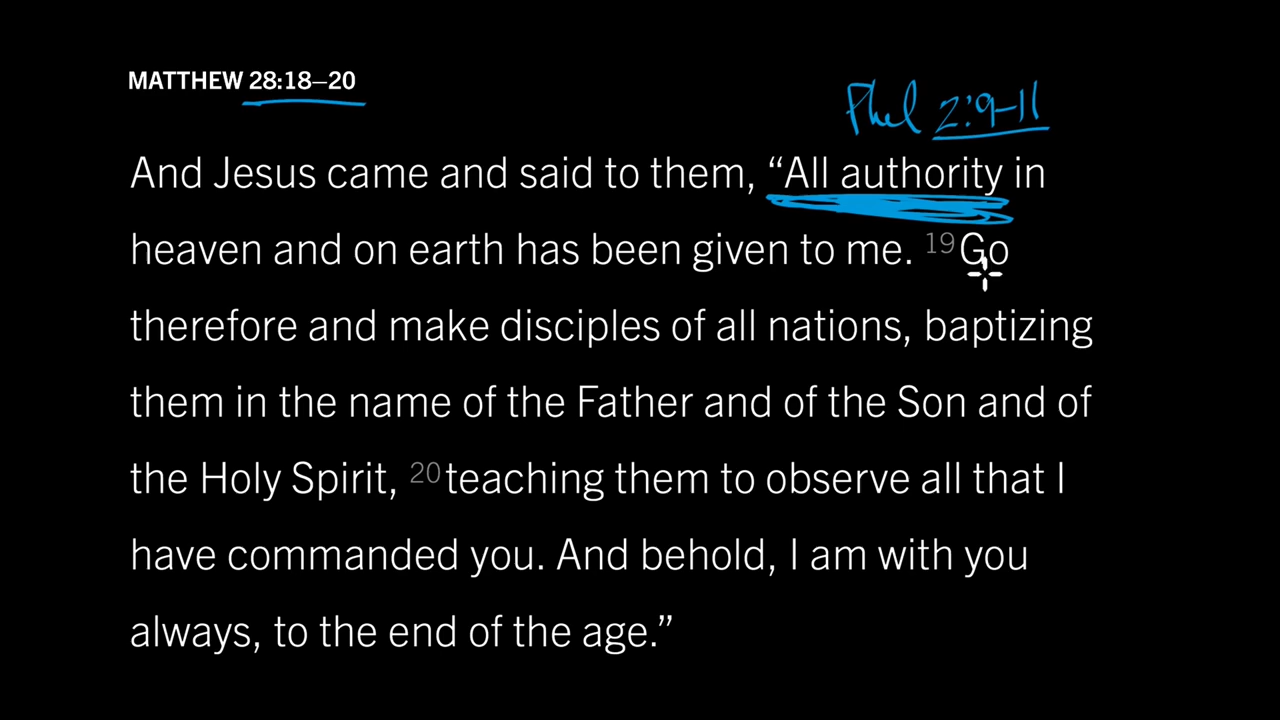 MATTHEW 28:18–20
Phil 2:9-11
And Jesus came and said to them, “All authority in
heaven and on earth has been given to me. 19 Go
therefore and make disciples of all nations, baptizing
them in the name of the Father and of the Son and of
the Holy Spirit, 20 teaching them to observe all that I
have commanded you. And behold, I am with you
always, to the end of the age.”